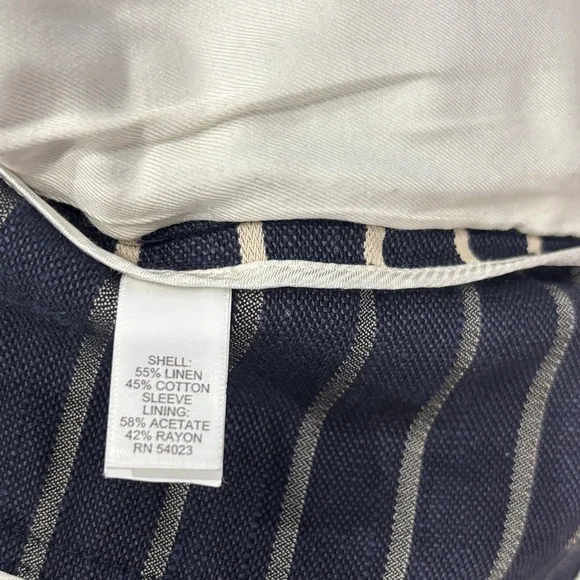 SHELL:
55% LINEN
45% COTTON
SLEEVE
LINING:
58% ACETATE
42% RAYON
RN 54023